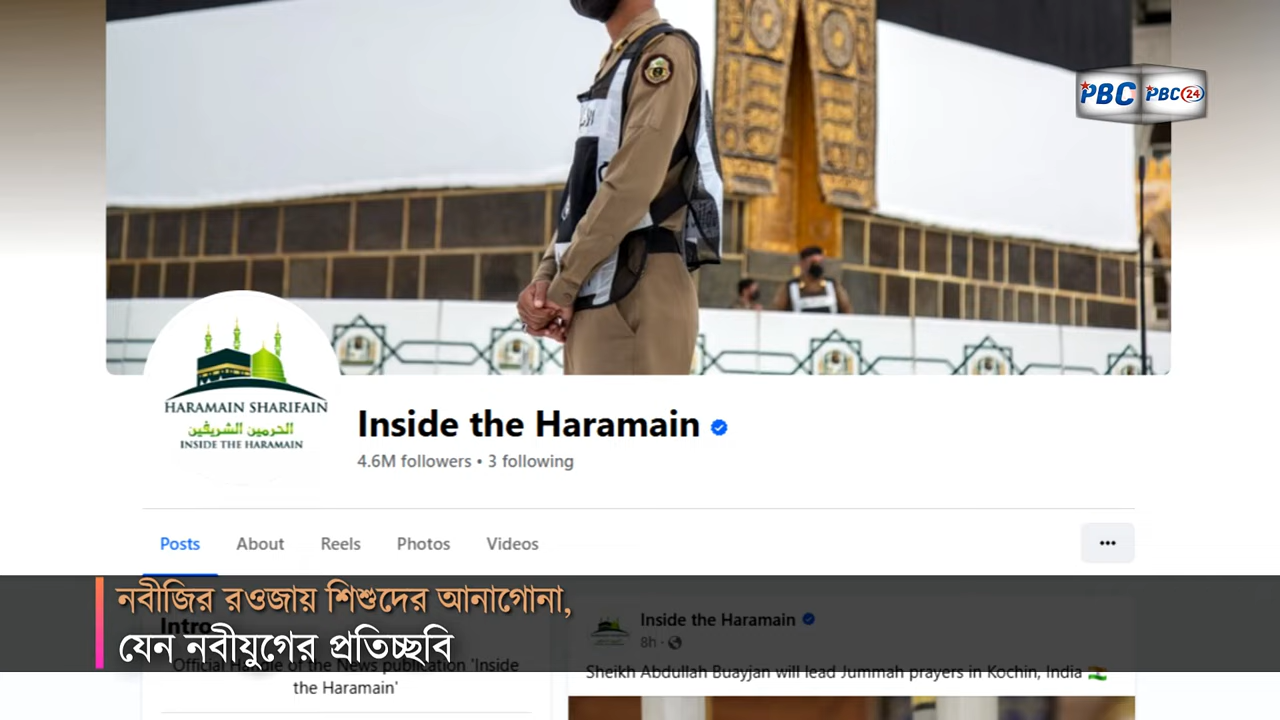 PBC PBC24
HARAMAIN SHARIFAIN
الحرمين الشريفين
INSIDE THE HARAMAIN
Inside the Haramain
4.6M followers • 3 following
Posts About Reels Photos Videos
নবীজির রওজায় শিশুদের আনাগোনা,
যেন নবীযুগের প্রতিচ্ছবি
Intro
Official Handle of the News publication 'Inside
the Haramain'
Inside the Haramain
8h
Sheikh Abdullah Buayjan will lead Jummah prayers in Kochin, India